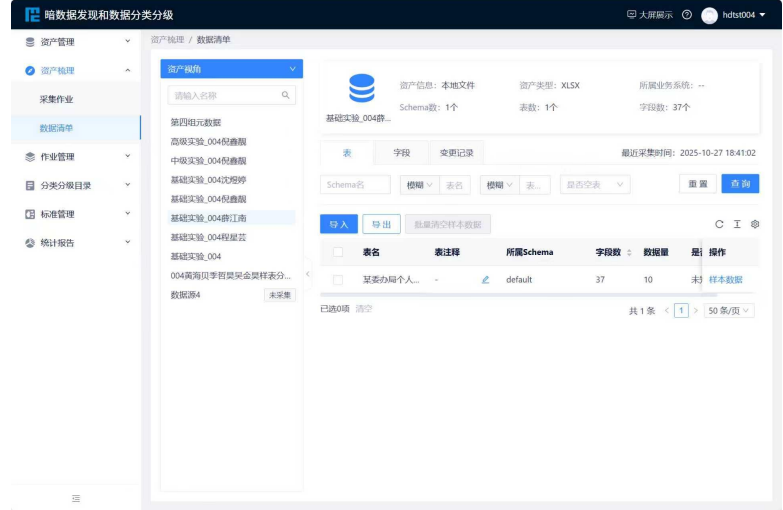 暗数据发现和数据分类分级
大屏展示
hdtst004
资产管理
资产梳理
采集作业
数据清单
作业管理
分类分级目录
标准管理
统计报告
资产梳理 / 数据清单
资产视角
请输入名称
第四组元数据
高级实验_004倪鑫靓
中级实验_004倪鑫靓
基础实验_004沈煜婷
基础实验_004倪鑫靓
基础实验_004薛江南
基础实验_004程星芸
基础实验_004
004黄海贝李哲昊吴金昊样表分...
数据源4 未采集
基础实验_004薛...
资产信息: 本地文件
资产类型: XLSX
所属业务系统: --
Schema数: 1个
表数: 1个
字段数: 37个
表 字段 变更记录
最近采集时间: 2025-10-27 18:41:02
Schema名 模糊 表名 模糊 表... 是否空表 重置 查询
导入 导出 批量清空样本数据
表名 表注释 所属Schema 字段数 数据量 是 操作
某委办局个人... - default 37 10 未 样本数据
已选0项 清空
共 1 条 < 1 > 50 条/页